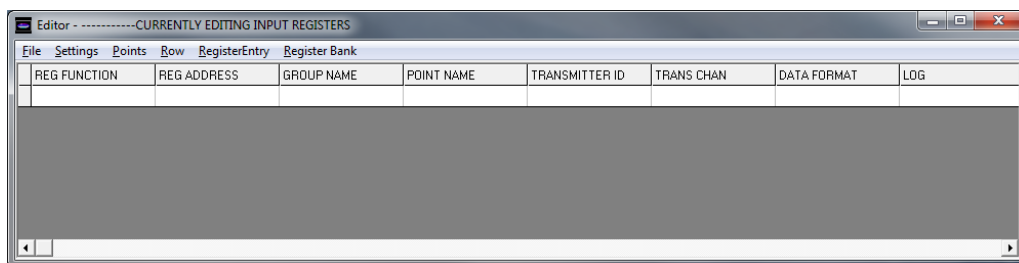 Editor - -----------CURRENTLY EDITING INPUT REGISTERS
File Settings Points Row RegisterEntry Register Bank
REG FUNCTION REG ADDRESS GROUP NAME POINT NAME TRANSMITTER ID TRANS CHAN DATA FORMAT LOG